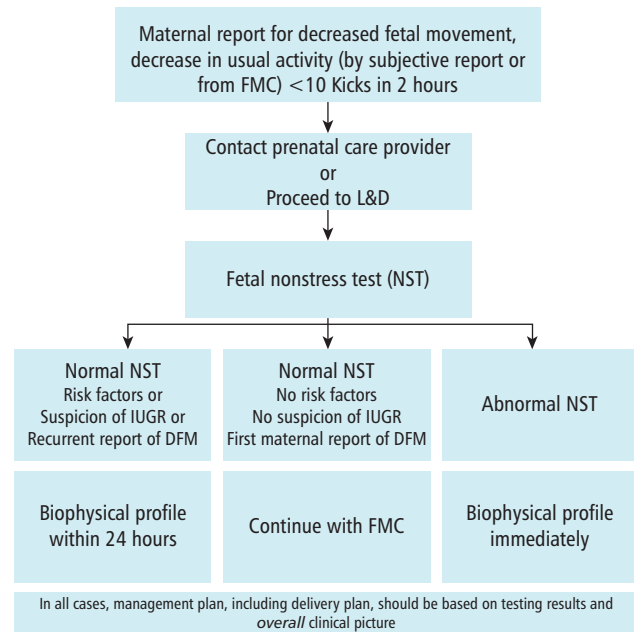 Maternal report for decreased fetal movement,
decrease in usual activity (by subjective report or
from FMC) <10 Kicks in 2 hours
Contact prenatal care provider
or
Proceed to L&D
Fetal nonstress test (NST)
Normal NST
Risk factors or
Suspicion of IUGR or
Recurrent report of DFM
Normal NST
No risk factors
No suspicion of IUGR
First maternal report of DFM
Abnormal NST
Biophysical profile
within 24 hours
Continue with FMC
Biophysical profile
immediately
In all cases, management plan, including delivery plan, should be based on testing results and
overall clinical picture